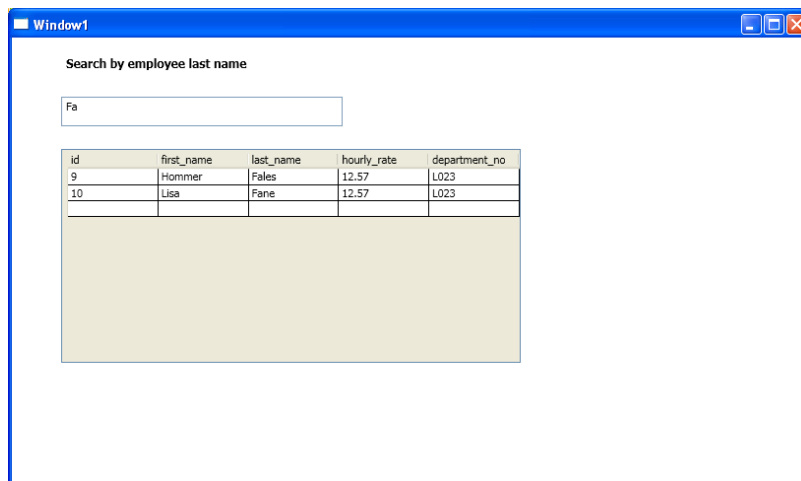 Window1
Search by employee last name
Fa
id first_name last_name hourly_rate department_no
9 Hommer Fales 12.57 L023
10 Lisa Fane 12.57 L023